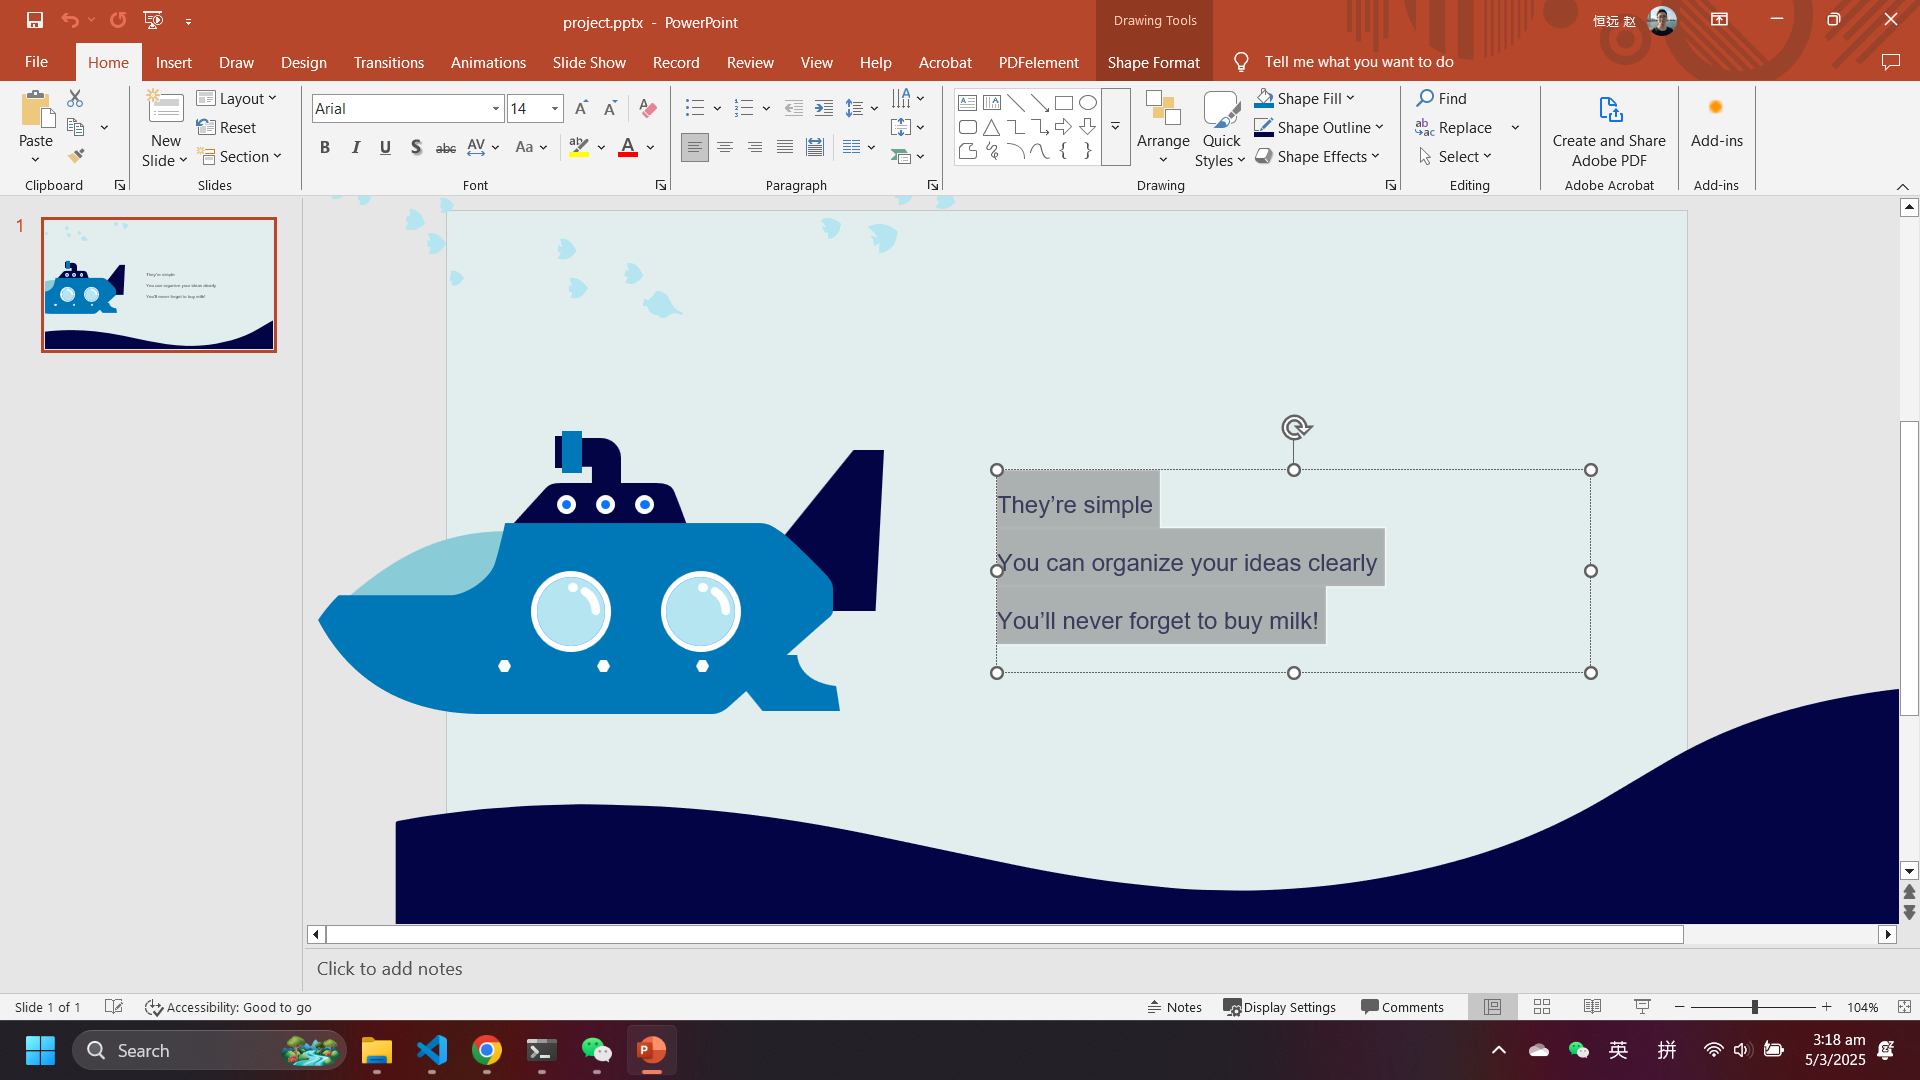 project.pptx - PowerPoint
Drawing Tools
恒远 赵
File
Home
Insert
Draw
Design
Transitions
Animations
Slide Show
Record
Review
View
Help
Acrobat
PDFelement
Shape Format
Tell me what you want to do
Paste
Clipboard
New
Slide
Layout
Reset
Section
Slides
Arial
14
Font
Paragraph
Arrange
Quick
Styles
Shape Fill
Shape Outline
Shape Effects
Drawing
Find
Replace
Select
Editing
Create and Share
Adobe PDF
Adobe Acrobat
Add-ins
Add-ins
1
They're simple
You can organize your ideas clearly
You'll never forget to buy milk!
They’re simple
You can organize your ideas clearly
You’ll never forget to buy milk!
Click to add notes
Slide 1 of 1
Accessibility: Good to go
Notes
Display Settings
Comments
104%
Search
英
拼
3:18 am
5/3/2025